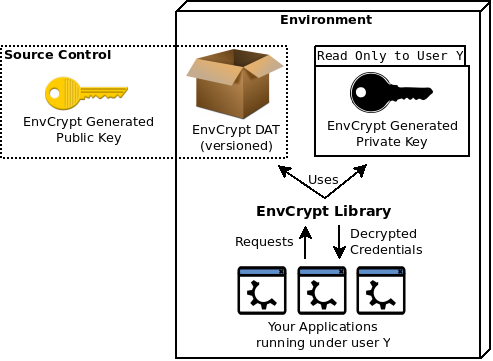 Environment
Source Control
Read Only to User Y
EnvCrypt Generated
Public Key
EnvCrypt DAT
(versioned)
EnvCrypt Generated
Private Key
Uses
EnvCrypt Library
Requests
Decrypted
Credentials
Your Applications
running under user Y